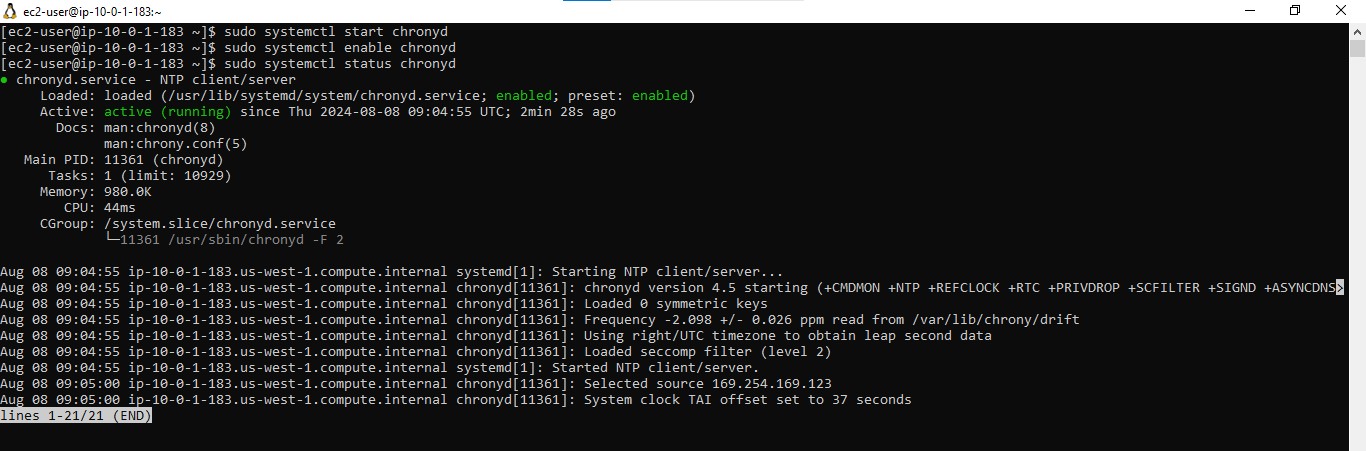 ec2-user@ip-10-0-1-183:~
[ec2-user@ip-10-0-1-183 ~]$ sudo systemctl start chronyd
[ec2-user@ip-10-0-1-183 ~]$ sudo systemctl enable chronyd
[ec2-user@ip-10-0-1-183 ~]$ sudo systemctl status chronyd
● chronyd.service - NTP client/server
     Loaded: loaded (/usr/lib/systemd/system/chronyd.service; enabled; preset: enabled)
     Active: active (running) since Thu 2024-08-08 09:04:55 UTC; 2min 28s ago
       Docs: man:chronyd(8)
             man:chrony.conf(5)
   Main PID: 11361 (chronyd)
      Tasks: 1 (limit: 10929)
     Memory: 980.0K
        CPU: 44ms
     CGroup: /system.slice/chronyd.service
             └─11361 /usr/sbin/chronyd -F 2
Aug 08 09:04:55 ip-10-0-1-183.us-west-1.compute.internal systemd[1]: Starting NTP client/server...
Aug 08 09:04:55 ip-10-0-1-183.us-west-1.compute.internal chronyd[11361]: chronyd version 4.5 starting (+CMDMON +NTP +REFCLOCK +RTC +PRIVDROP +SCFILTER +SIGND +ASYNCDNS>
Aug 08 09:04:55 ip-10-0-1-183.us-west-1.compute.internal chronyd[11361]: Loaded 0 symmetric keys
Aug 08 09:04:55 ip-10-0-1-183.us-west-1.compute.internal chronyd[11361]: Frequency -2.098 +/- 0.026 ppm read from /var/lib/chrony/drift
Aug 08 09:04:55 ip-10-0-1-183.us-west-1.compute.internal chronyd[11361]: Using right/UTC timezone to obtain leap second data
Aug 08 09:04:55 ip-10-0-1-183.us-west-1.compute.internal chronyd[11361]: Loaded seccomp filter (level 2)
Aug 08 09:04:55 ip-10-0-1-183.us-west-1.compute.internal systemd[1]: Started NTP client/server.
Aug 08 09:05:00 ip-10-0-1-183.us-west-1.compute.internal chronyd[11361]: Selected source 169.254.169.123
Aug 08 09:05:00 ip-10-0-1-183.us-west-1.compute.internal chronyd[11361]: System clock TAI offset set to 37 seconds
lines 1-21/21 (END)